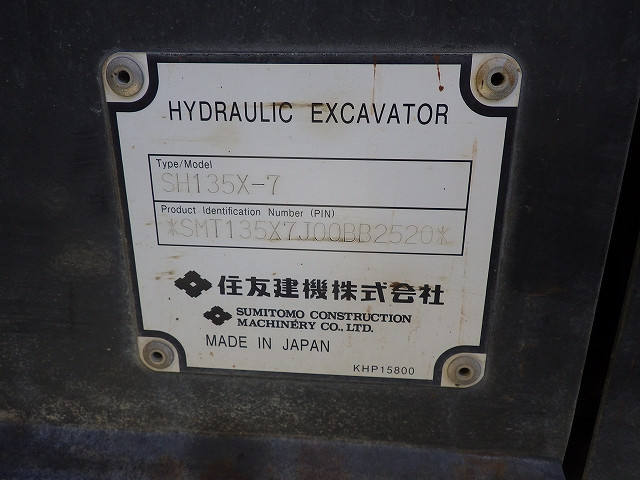 HYDRAULIC EXCAVATOR
Type/Model
SH135X-7
Product Identification Number (PIN)
*SMT135X7J00BB2520*
住友建機株式会社
SUMITOMO CONSTRUCTION
MACHINERY CO., LTD.
MADE IN JAPAN
KHP15800